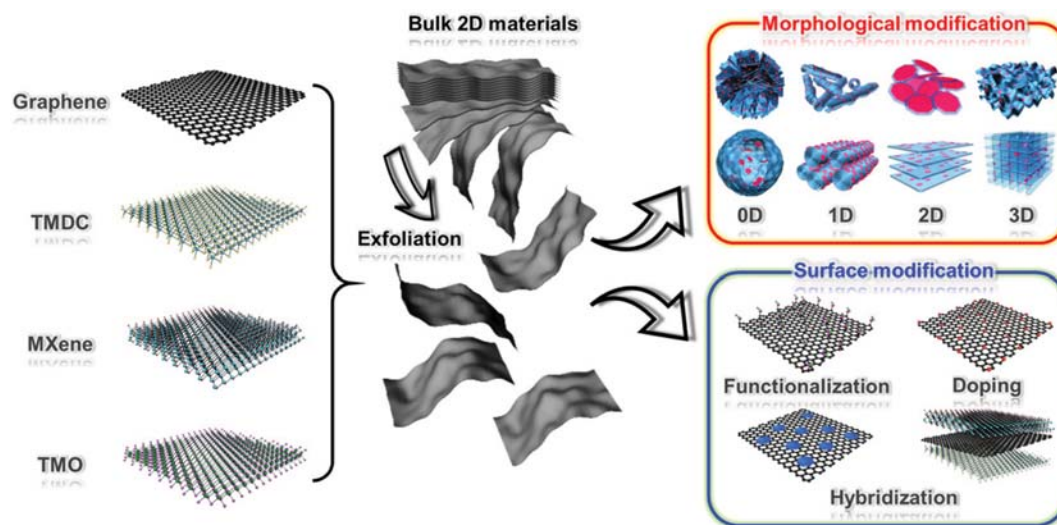 Graphene
TMDC
MXene
TMO
Bulk 2D materials
Exfoliation
Morphological modification
0D
1D
2D
3D
Surface modification
Functionalization
Doping
Hybridization